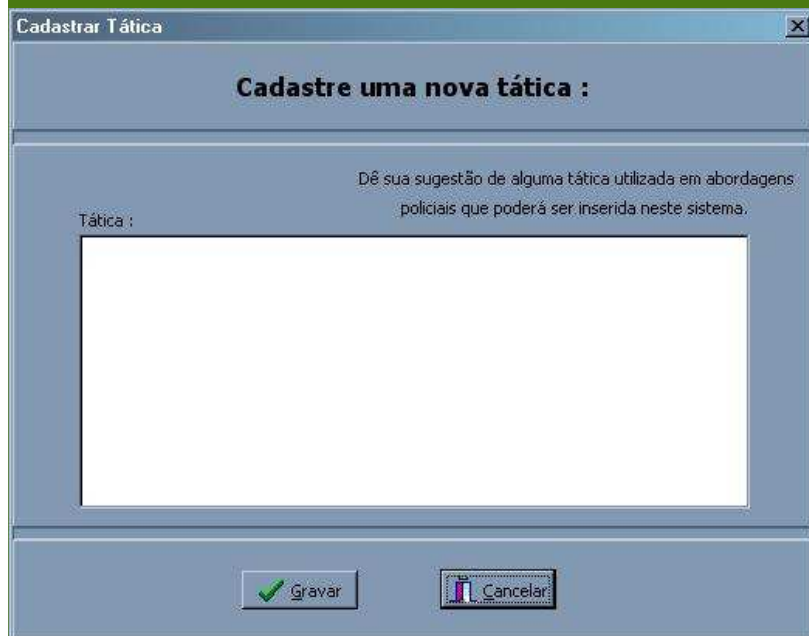 Cadastrar Tática
Cadastre uma nova tática :
Dê sua sugestão de alguma tática utilizada em abordagens
policiais que poderá ser inserida neste sistema.
Tática :
Gravar
Cancelar